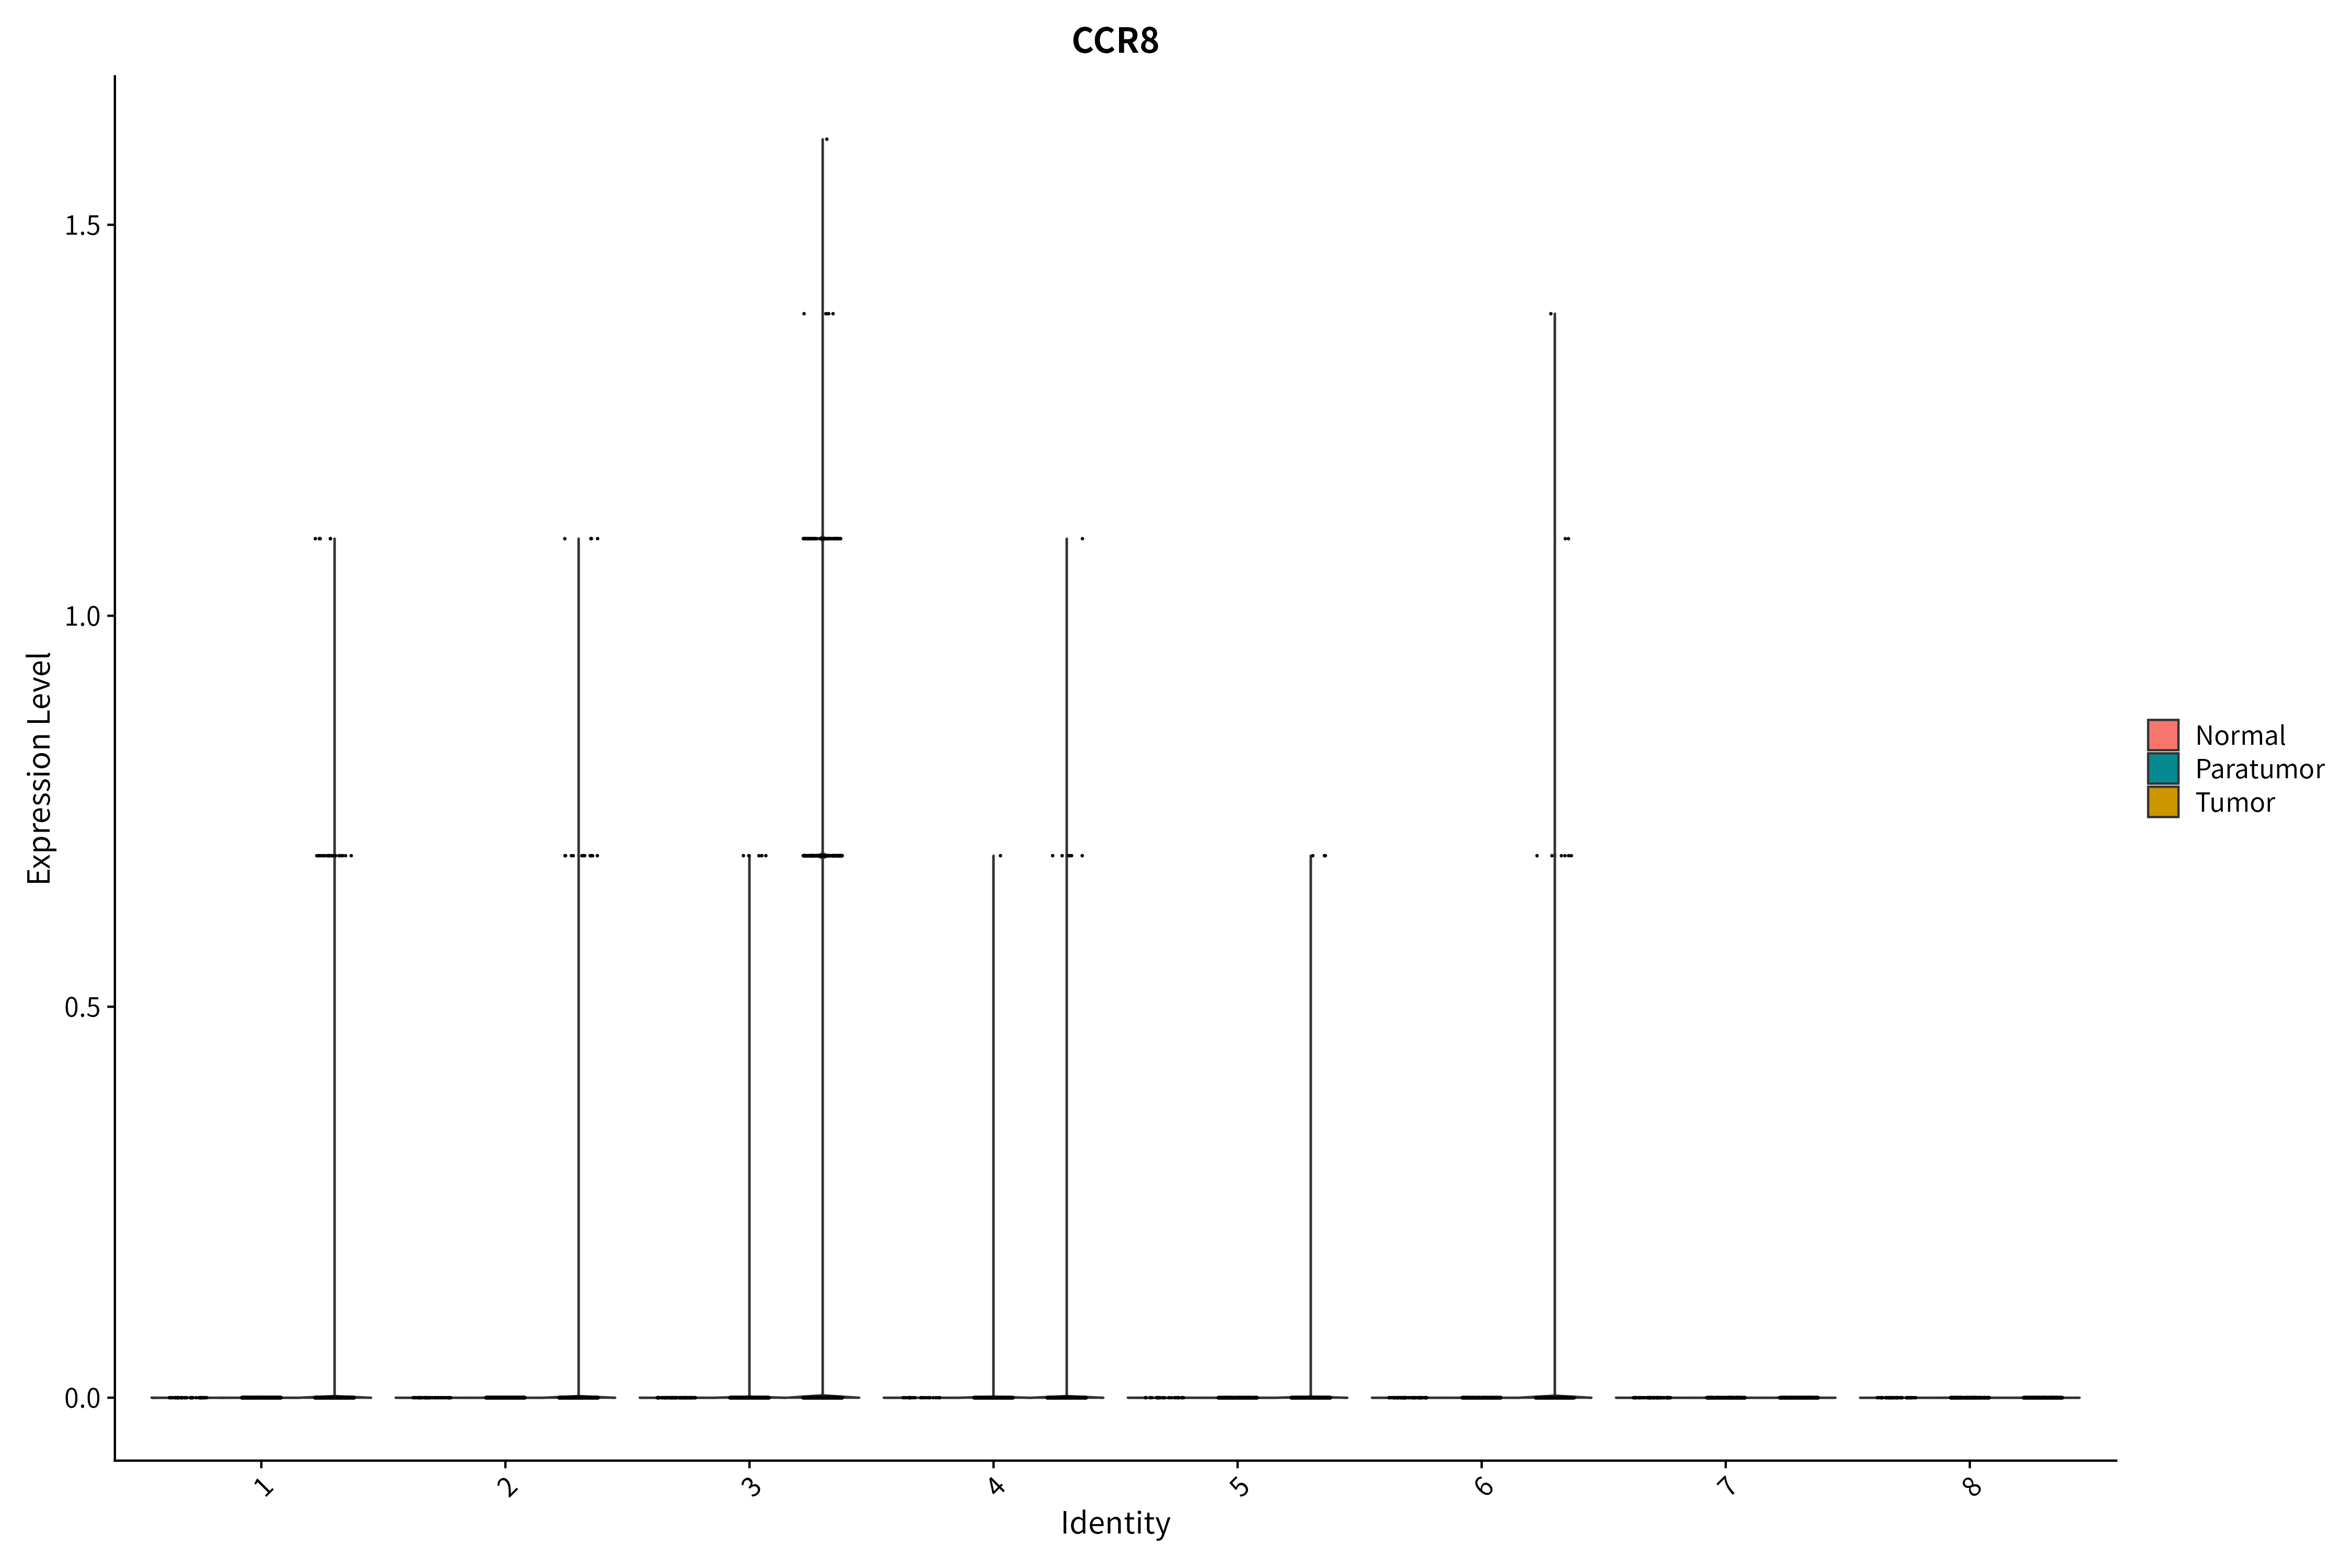 CCR8
Expression Level
1.5
1.0
0.5
0.0
1 2 3 4 5 6 7 8
Identity
Normal
Paratumor
Tumor